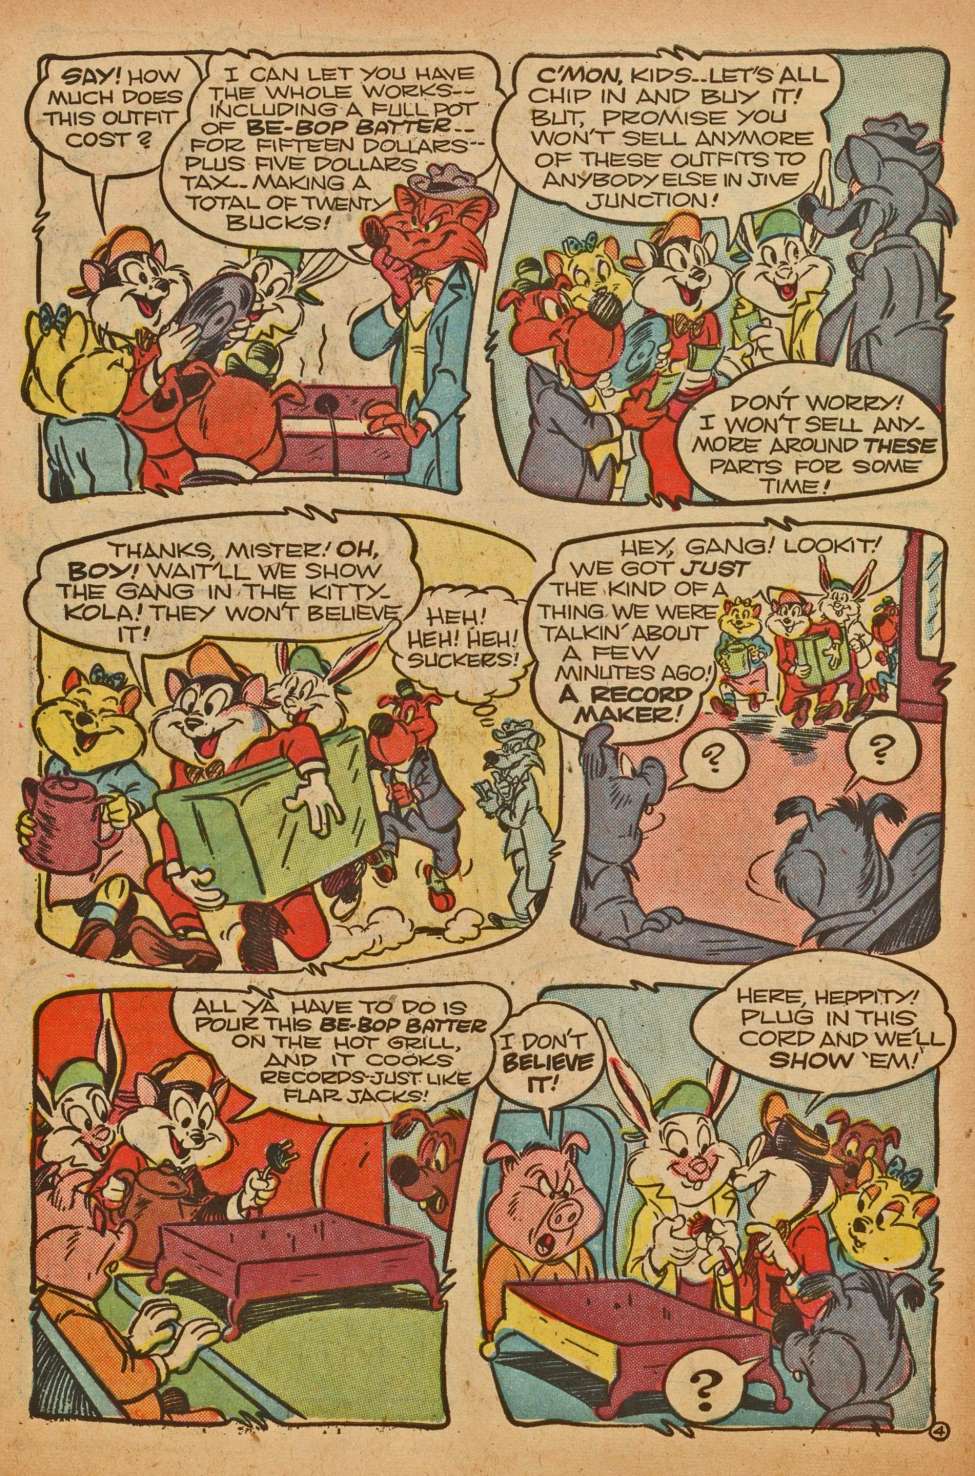 SAY! HOW
MUCH DOES
THIS OUTFIT
COST?
I CAN LET YOU HAVE
THE WHOLE WORKS--
INCLUDING A FULL POT
OF BE-BOP BATTER--
FOR FIFTEEN DOLLARS--
PLUS FIVE DOLLARS
TAX-- MAKING A
TOTAL OF TWENTY
BUCKS!
C'MON, KIDS--LET'S ALL
CHIP IN AND BUY IT!
BUT, PROMISE YOU
WON'T SELL ANYMORE
OF THESE OUTFITS TO
ANYBODY ELSE IN JIVE
JUNCTION!
DON'T WORRY!
I WON'T SELL ANY-
MORE AROUND THESE
PARTS FOR SOME
TIME!
THANKS, MISTER! OH,
BOY! WAIT'LL WE SHOW
THE GANG IN THE KITTY-
KOLA! THEY WON'T BELIEVE
IT!
HEH!
HEH! HEH!
SUCKERS!
HEY, GANG! LOOKIT!
WE GOT JUST
THE KIND OF A
THING WE WERE
TALKIN' ABOUT
A FEW
MINUTES AGO!
A RECORD
MAKER!
?
?
ALL YA HAVE TO DO IS
POUR THIS BE-BOP BATTER
ON THE HOT GRILL,
AND IT COOKS
RECORDS-JUST LIKE
FLAP JACKS!
I DON'T
BELIEVE
IT!
HERE, HEPPITY!
PLUG IN THIS
CORD AND WE'LL
SHOW 'EM!
?
4